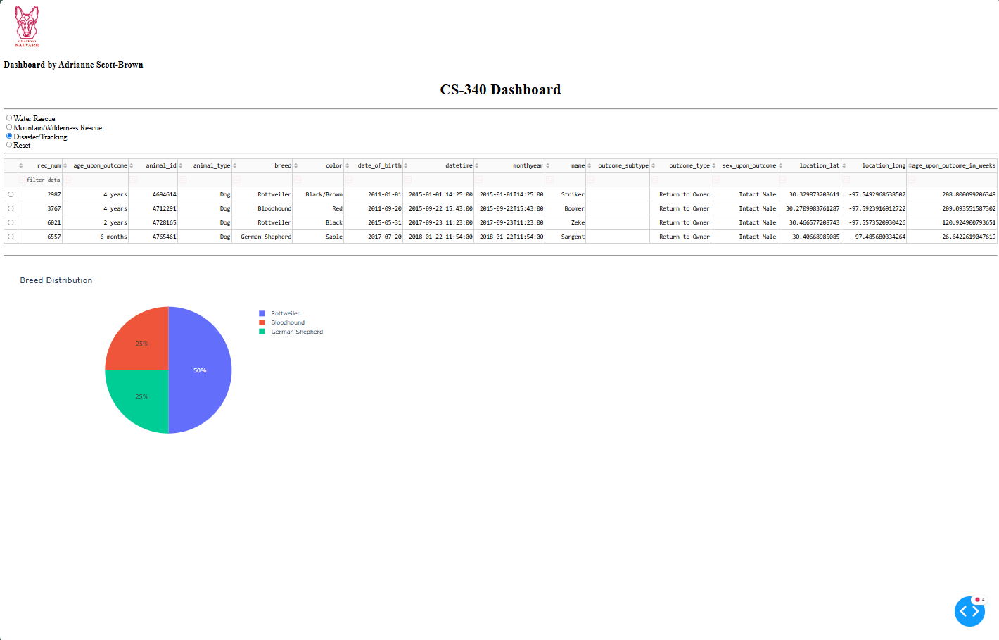 GRAZIOSO
SALVARE
Dashboard by Adrianne Scott-Brown
CS-340 Dashboard
Water Rescue
Mountain/Wilderness Rescue
Disaster/Tracking
Reset
rec_num age_upon_outcome animal_id animal_type breed color date_of_birth datetime monthyear name outcome_subtype outcome_type sex_upon_outcome location_lat location_long age_upon_outcome_in_weeks
filter data
2987 4 years A694614 Dog Rottweiler Black/Brown 2011-01-01 2015-01-01 14:25:00 2015-01-01T14:25:00 Striker Return to Owner Intact Male 30.329873203611 -97.5492968638502 208.800099206349
3767 4 years A712291 Dog Bloodhound Red 2011-09-20 2015-09-22 15:43:00 2015-09-22T15:43:00 Boomer Return to Owner Intact Male 30.2709983761287 -97.5923916912722 209.093551587302
6021 2 years A728165 Dog Rottweiler Black 2015-05-31 2017-09-23 11:23:00 2017-09-23T11:23:00 Zeke Return to Owner Intact Male 30.466577208743 -97.5573520930426 120.924900793651
6557 6 months A765461 Dog German Shepherd Sable 2017-07-20 2018-01-22 11:54:00 2018-01-22T11:54:00 Sargent Return to Owner Intact Male 30.40668985085 -97.485680334264 26.6422619047619
Breed Distribution
Rottweiler
Bloodhound
German Shepherd
25%
50%
25%
4